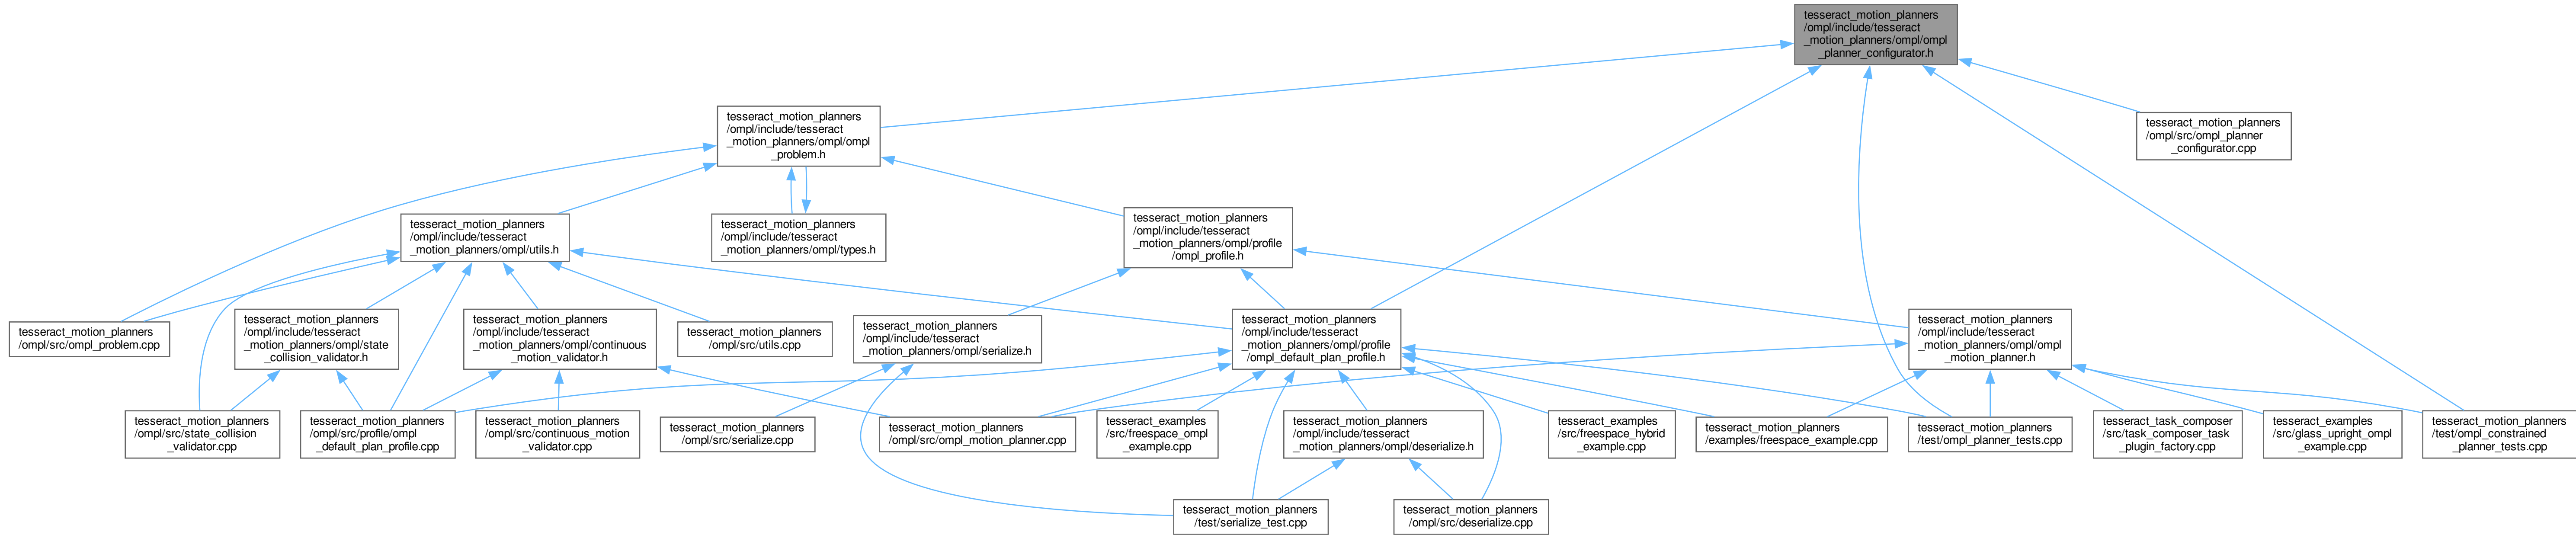 tesseract_motion_planners
/ompl/include/tesseract
_motion_planners/ompl/ompl
_planner_configurator.h
tesseract_motion_planners
/ompl/include/tesseract
_motion_planners/ompl/ompl
_problem.h
tesseract_motion_planners
/ompl/src/ompl_planner
_configurator.cpp
tesseract_motion_planners
/ompl/include/tesseract
_motion_planners/ompl/utils.h
tesseract_motion_planners
/ompl/include/tesseract
_motion_planners/ompl/types.h
tesseract_motion_planners
/ompl/include/tesseract
_motion_planners/ompl/profile
/ompl_profile.h
tesseract_motion_planners
/ompl/src/ompl_problem.cpp
tesseract_motion_planners
/ompl/include/tesseract
_motion_planners/ompl/state
_collision_validator.h
tesseract_motion_planners
/ompl/include/tesseract
_motion_planners/ompl/continuous
_motion_validator.h
tesseract_motion_planners
/ompl/src/utils.cpp
tesseract_motion_planners
/ompl/include/tesseract
_motion_planners/ompl/serialize.h
tesseract_motion_planners
/ompl/include/tesseract
_motion_planners/ompl/profile
/ompl_default_plan_profile.h
tesseract_motion_planners
/ompl/include/tesseract
_motion_planners/ompl/ompl
_motion_planner.h
tesseract_motion_planners
/ompl/src/state_collision
_validator.cpp
tesseract_motion_planners
/ompl/src/profile/ompl
_default_plan_profile.cpp
tesseract_motion_planners
/ompl/src/continuous_motion
_validator.cpp
tesseract_motion_planners
/ompl/src/serialize.cpp
tesseract_motion_planners
/ompl/src/ompl_motion_planner.cpp
tesseract_examples
/src/freespace_ompl
_example.cpp
tesseract_motion_planners
/ompl/include/tesseract
_motion_planners/ompl/deserialize.h
tesseract_examples
/src/freespace_hybrid
_example.cpp
tesseract_motion_planners
/examples/freespace_example.cpp
tesseract_motion_planners
/test/ompl_planner_tests.cpp
tesseract_task_composer
/src/task_composer_task
_plugin_factory.cpp
tesseract_examples
/src/glass_upright_ompl
_example.cpp
tesseract_motion_planners
/test/ompl_constrained
_planner_tests.cpp
tesseract_motion_planners
/test/serialize_test.cpp
tesseract_motion_planners
/ompl/src/deserialize.cpp